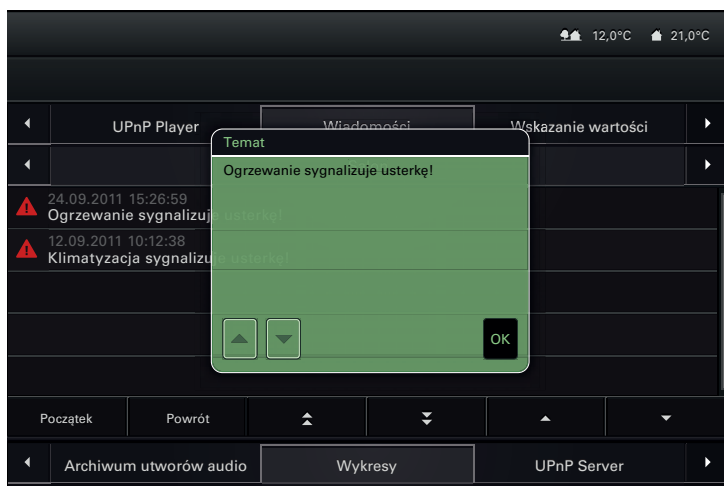 12,0°C 21,0°C
UPnP Player Wiadomości Wskazanie wartości
Temat
Ogrzewanie sygnalizuje usterkę!
24.09.2011 15:26:59
Ogrzewanie sygnalizuje usterkę!
12.09.2011 10:12:38
Klimatyzacja sygnalizuje usterkę!
OK
Początek Powrót
Archiwum utworów audio Wykresy UPnP Server